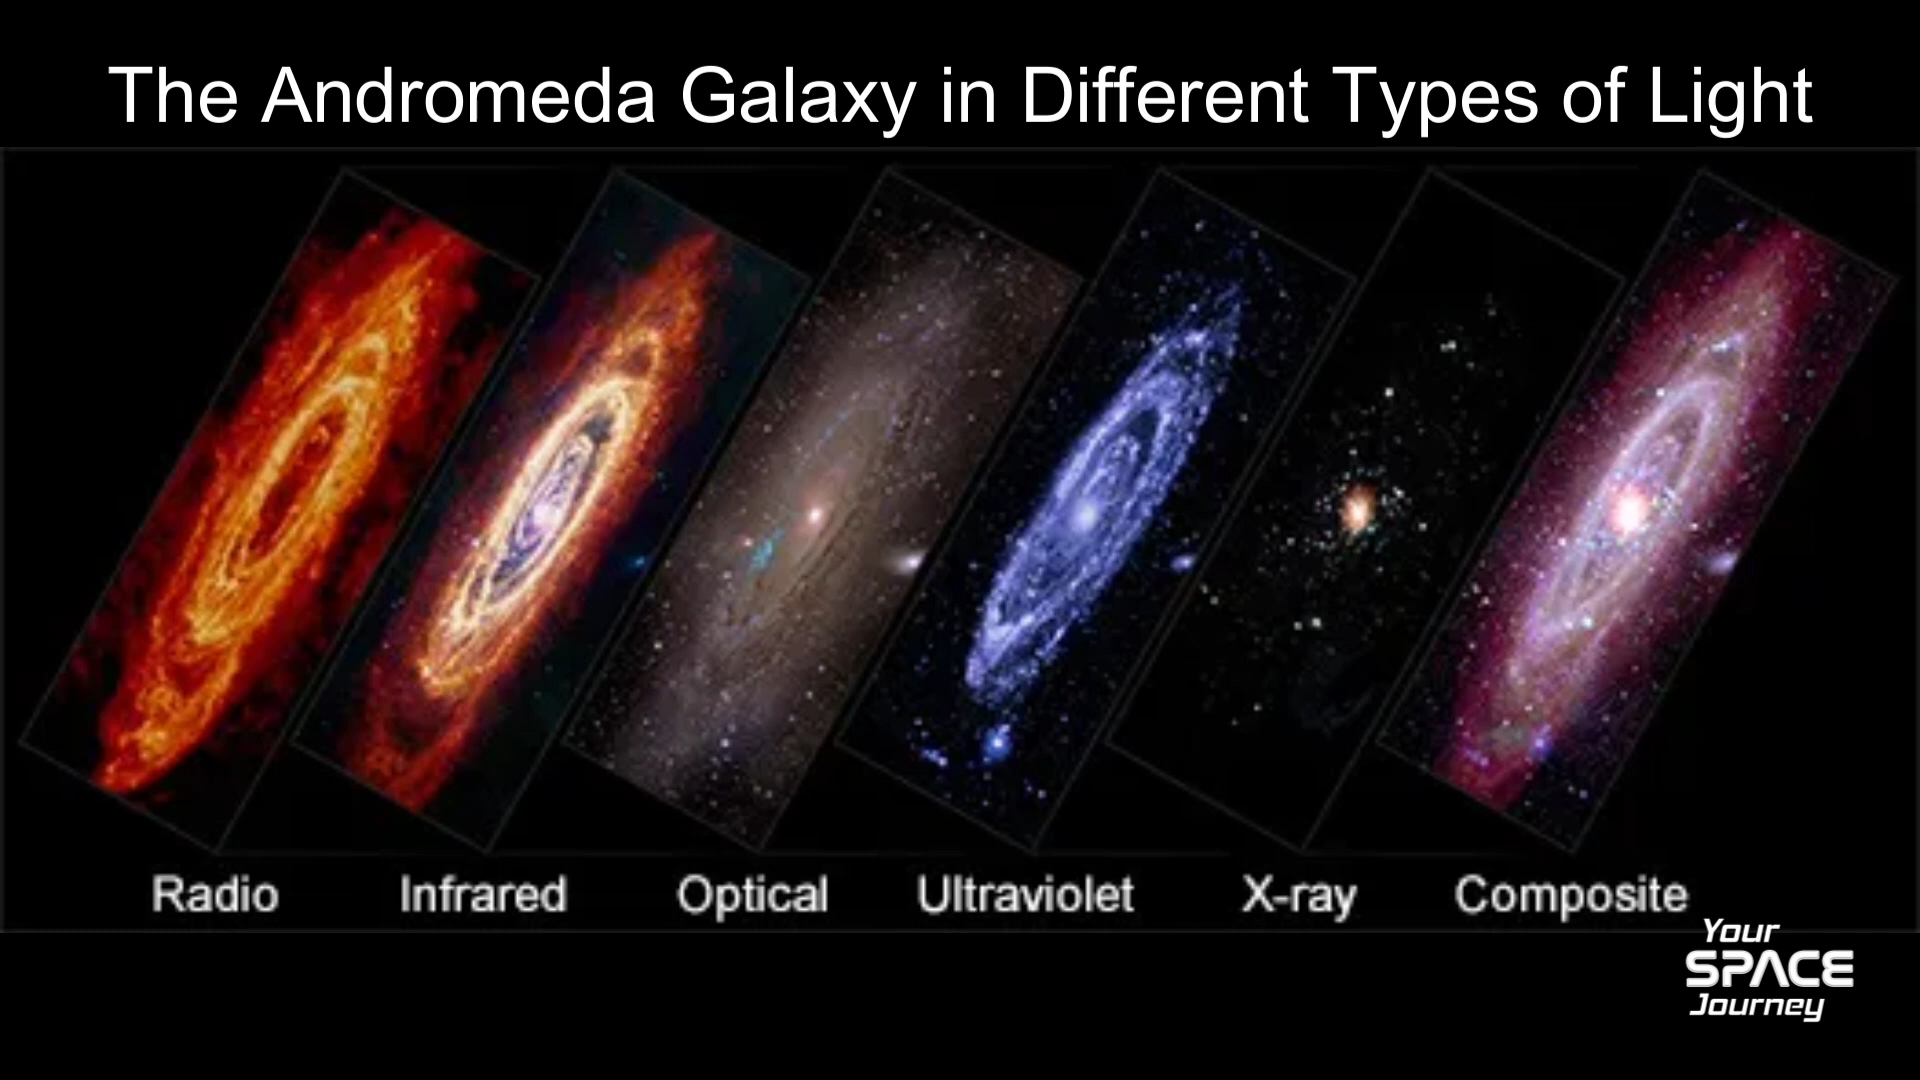 The Andromeda Galaxy in Different Types of Light
Radio Infrared Optical Ultraviolet X-ray Composite
Your
SPACE
Journey